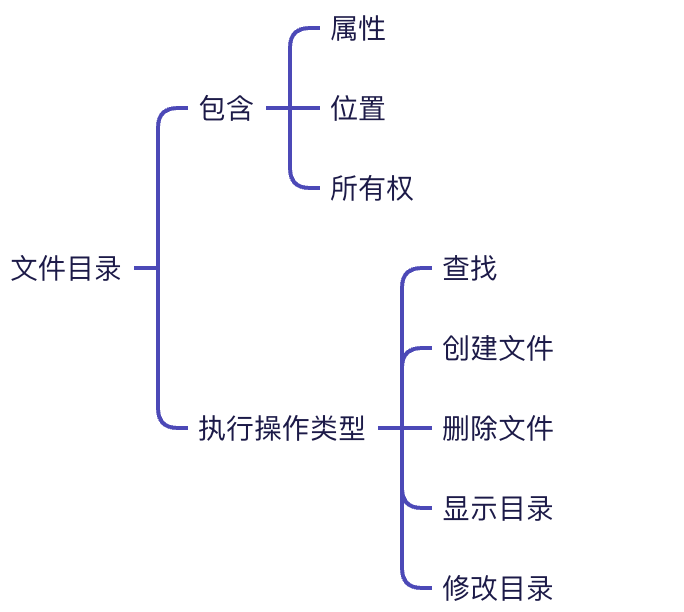 属性
包含
位置
所有权
文件目录
查找
创建文件
执行操作类型
删除文件
显示目录
修改目录